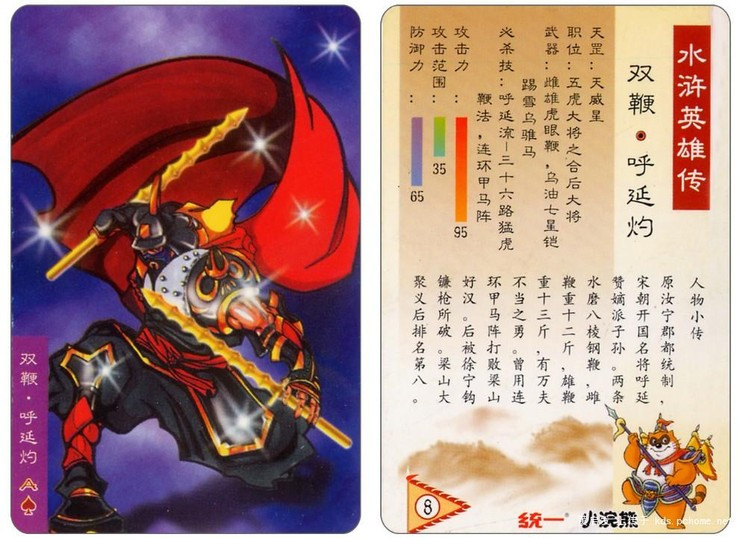 双鞭·呼延灼
A
水浒英雄传
双鞭·呼延灼
天罡：天威星
职位：五虎大将之合后大将
武器：雌雄虎眼鞭，乌油七星铠
踢雪乌骓马
必杀技：呼延流—三十六路猛虎
鞭法，连环甲马阵
攻击力：
95
攻击范围：
35
防御力：
65
人物小传
原汝宁郡都统制，
宋朝开国名将呼延
赞嫡派子孙。两条
水磨八棱钢鞭，雌
鞭重十二斤，雄鞭
重十三斤，有万夫
不当之勇。曾用连
环甲马阵打败梁山
好汉。后被徐宁钩
镰枪所破。梁山大
聚义后排名第八。
8
统一® 小浣熊